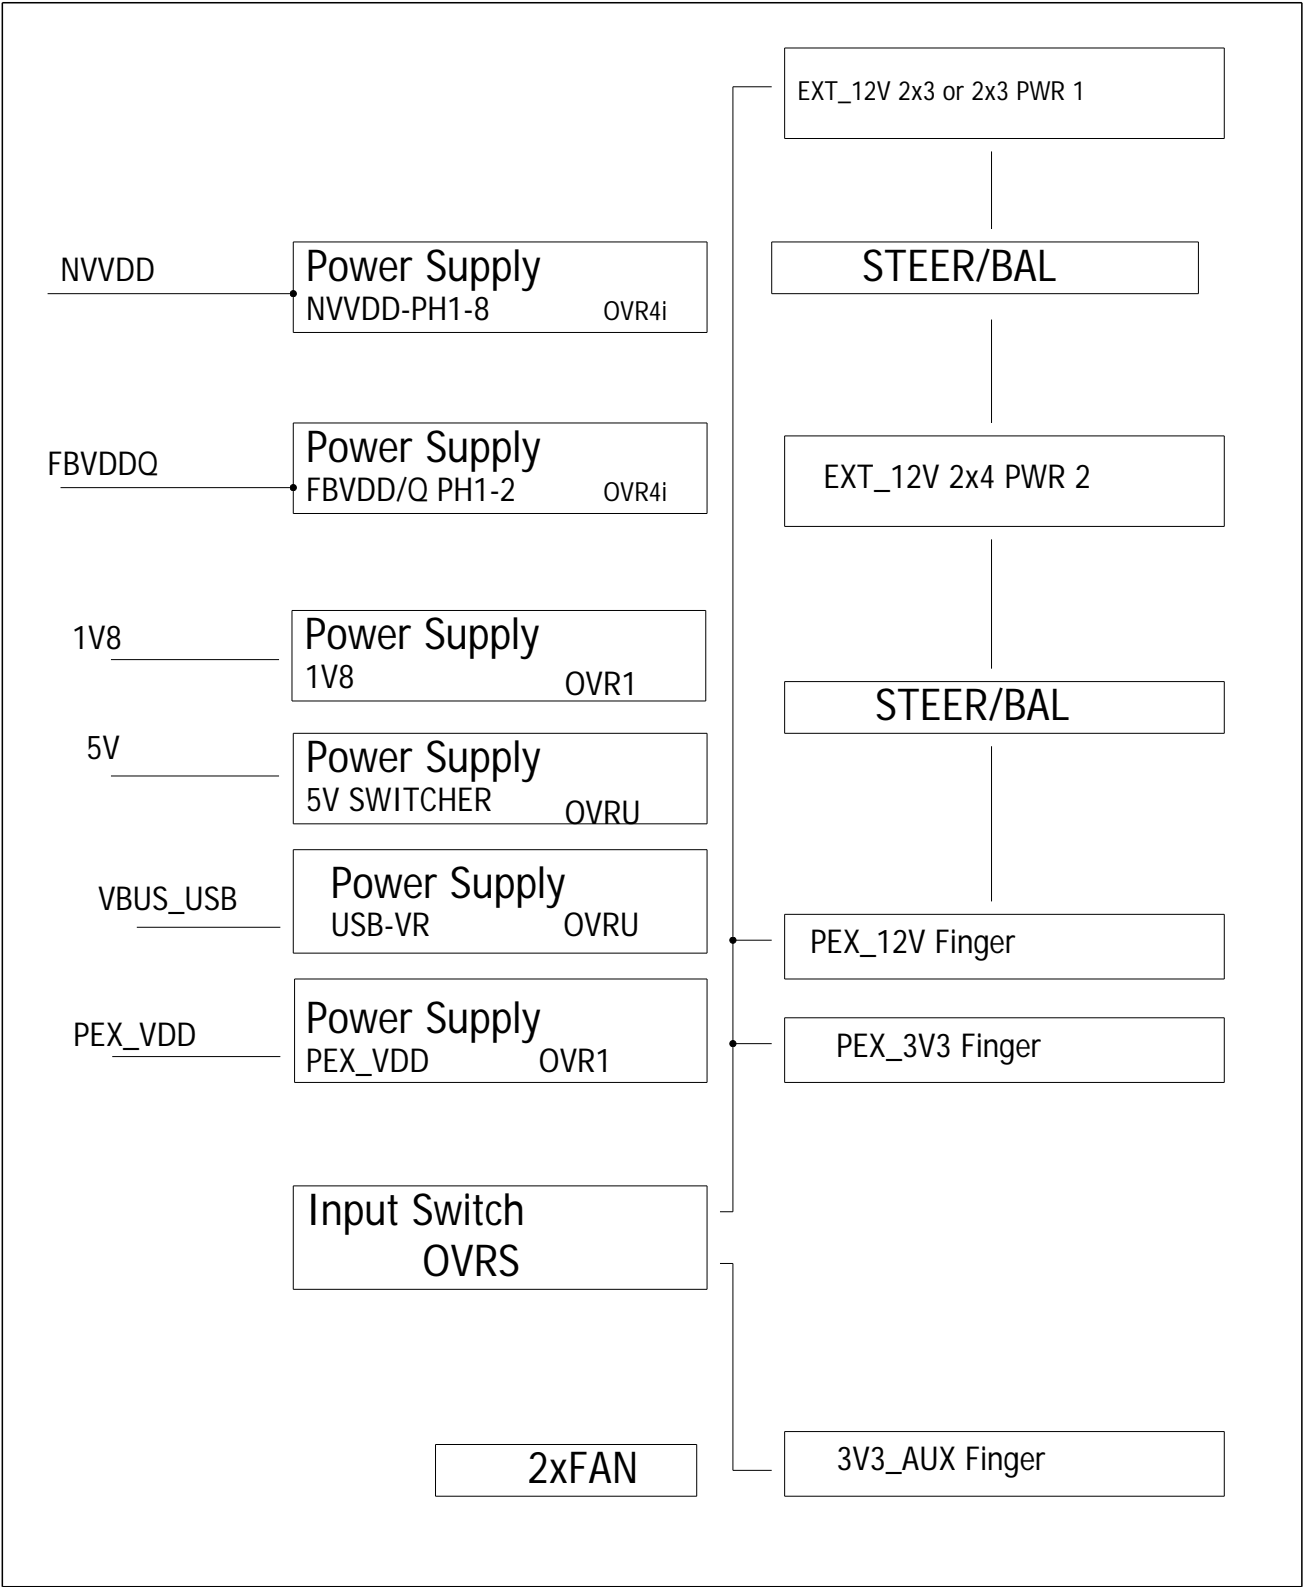 EXT_12V 2x3 or 2x3 PWR 1
NVVDD
Power Supply
NVVDD-PH1-8 OVR4i
STEER/BAL
FBVDDQ
Power Supply
FBVDD/Q PH1-2 OVR4i
EXT_12V 2x4 PWR 2
1V8
Power Supply
1V8 OVR1
STEER/BAL
5V
Power Supply
5V SWITCHER OVRU
VBUS_USB
Power Supply
USB-VR OVRU
PEX_12V Finger
PEX_VDD
Power Supply
PEX_VDD OVR1
PEX_3V3 Finger
Input Switch
OVRS
2xFAN
3V3_AUX Finger